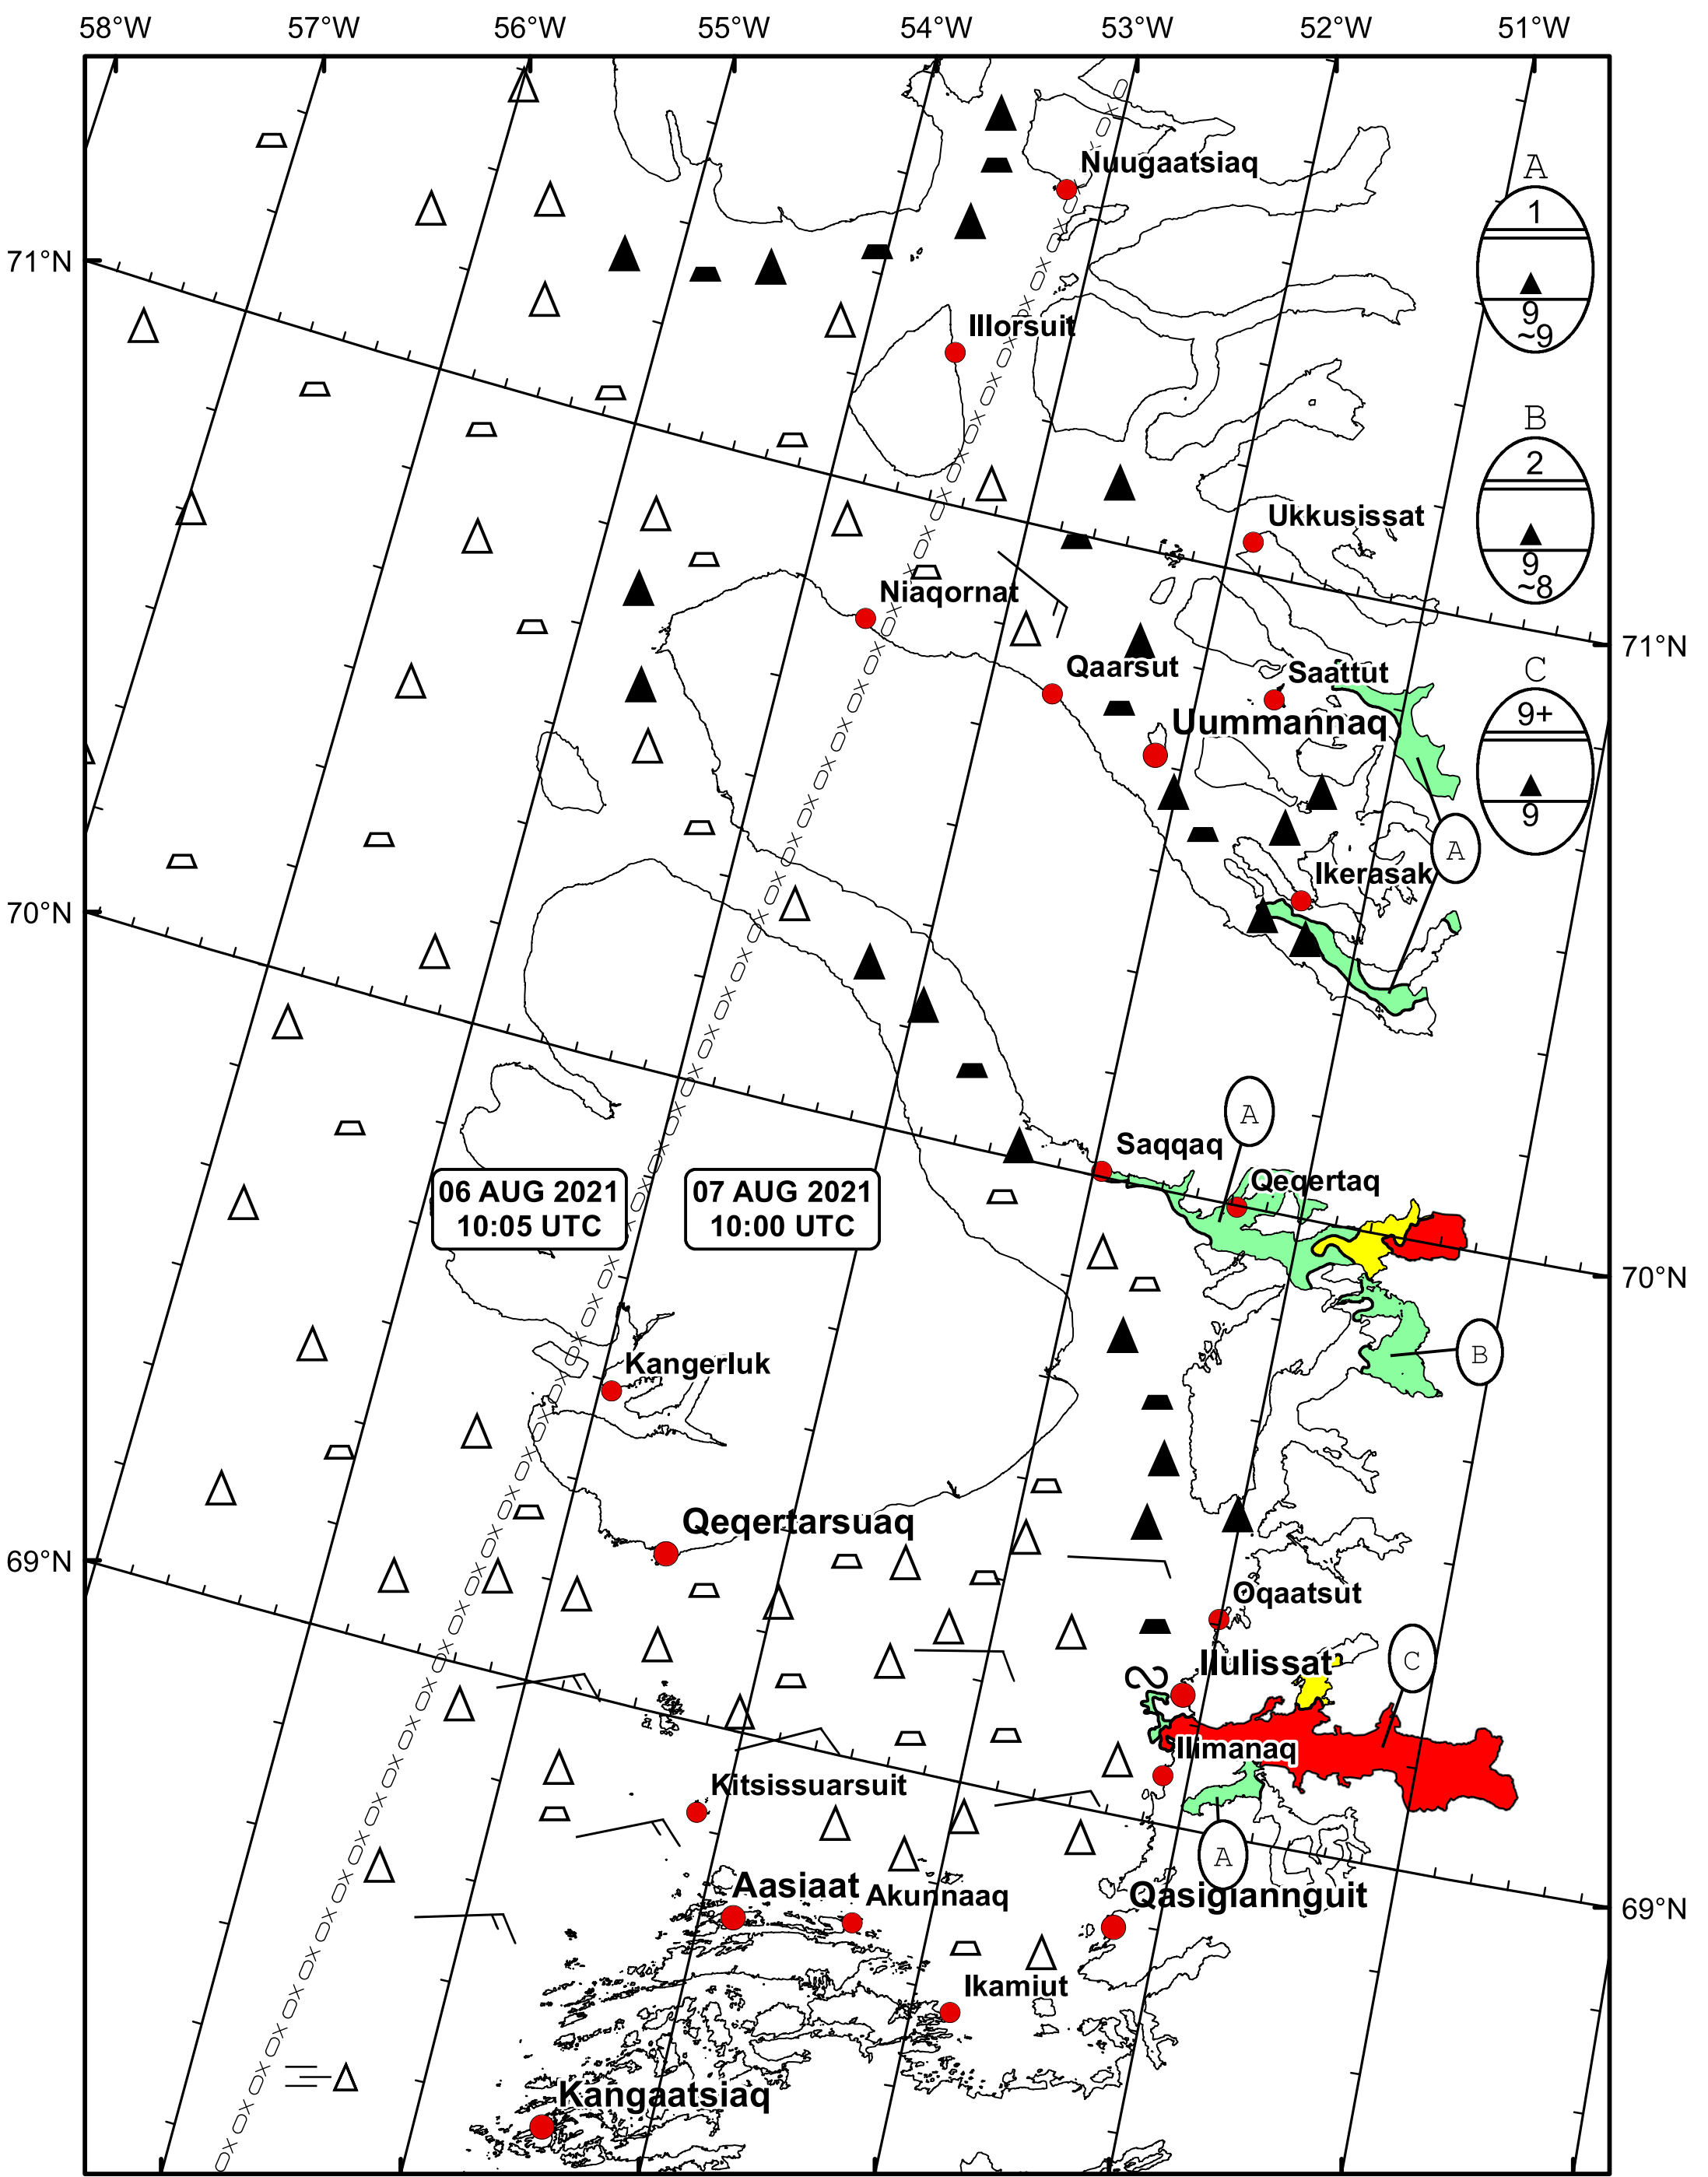 58°W 57°W 56°W 55°W 54°W 53°W 52°W 51°W
Nuugaatsiaq
A
1
9
~9
71°N
Illorsuit
B
2
9
~8
Ukkusissat
Niaqornat
71°N
Qaarsut
Saattut
Uummannaq
C
9+
9
A
Ikerasak
70°N
A
Saqqaq
Qeqertaq
06 AUG 2021
10:05 UTC
07 AUG 2021
10:00 UTC
70°N
Kangerluk
B
Qeqertarsuaq
69°N
Oqaatsut
C
Ilulissat
Ilimanaq
Kitsissuarsuit
A
Aasiaat
Akunnaaq
Qasigiannguit
69°N
Ikamiut
Kangaatsiaq